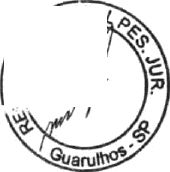 RE
S PES. JUR.
Guarulhos - SP